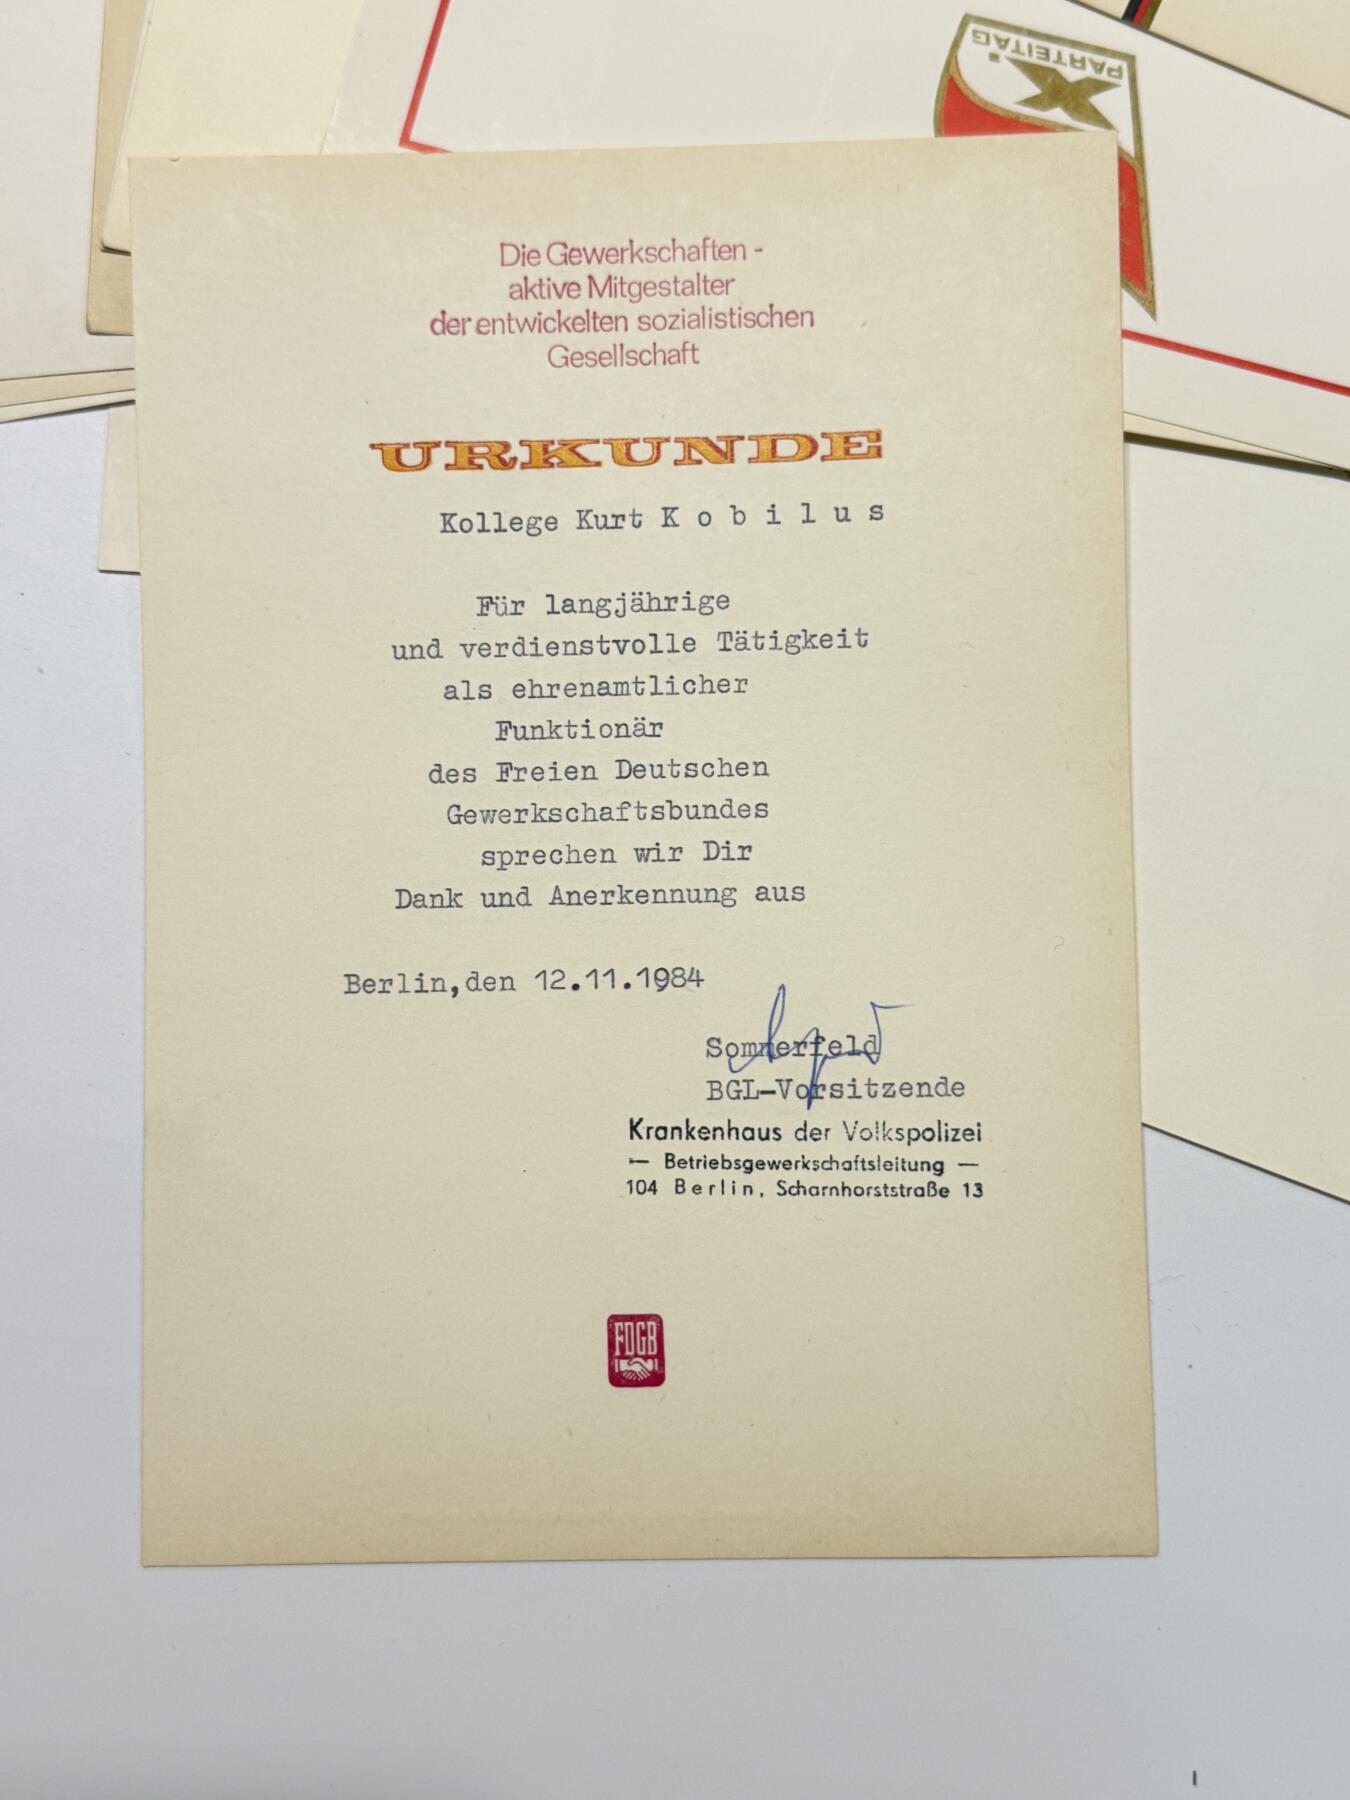 X.
PARTEITAG
Die Gewerkschaften -
aktive Mitgestalter
der entwickelten sozialistischen
Gesellschaft
URKUNDE
Kollege Kurt K o b i l u s
Für langjährige
und verdienstvolle Tätigkeit
als ehrenamtlicher
Funktionär
des Freien Deutschen
Gewerkschaftsbundes
sprechen wir Dir
Dank und Anerkennung aus
Berlin,den 12.11.1984
Sommerfeld
BGL-Vorsitzende
Krankenhaus der Volkspolizei
— Betriebsgewerkschaftsleitung —
104 Berlin, Scharnhorststraße 13
FDGB